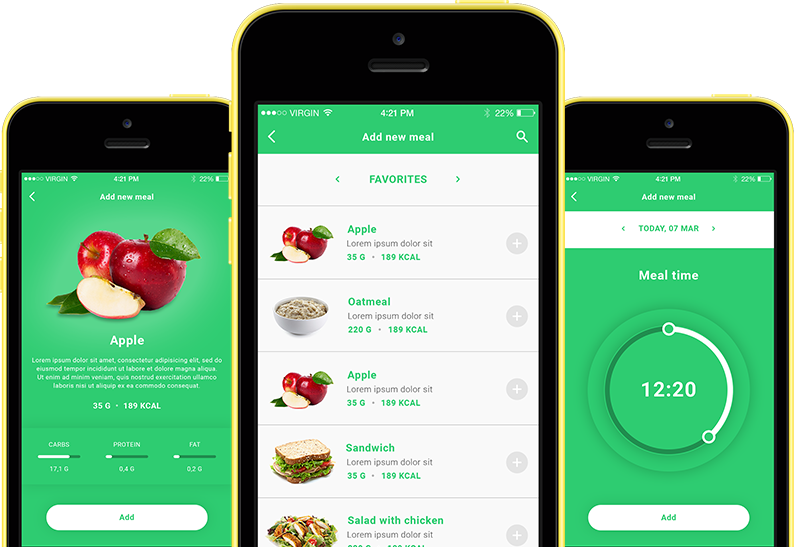 VIRGIN 4:21 PM 22%
Add new meal
Apple
Lorem ipsum dolor sit amet, consectetur adipisicing elit, sed do
eiusmod tempor incididunt ut labore et dolore magna aliqua.
Ut enim ad minim veniam, quis nostrud exercitation ullamco
laboris nisi ut aliquip ex ea commodo consequat.
35 G • 189 KCAL
CARBS PROTEIN FAT
17,1 G 0,4 G 0,2 G
Add
VIRGIN 4:21 PM 22%
Add new meal
FAVORITES
Apple
Lorem ipsum dolor sit
35 G • 189 KCAL
Oatmeal
Lorem ipsum dolor sit
220 G • 189 KCAL
Apple
Lorem ipsum dolor sit
35 G • 189 KCAL
Sandwich
Lorem ipsum dolor sit
35 G • 189 KCAL
Salad with chicken
Lorem ipsum dolor sit
VIRGIN 4:21 PM 22%
Add new meal
TODAY, 07 MAR
Meal time
12:20
Add